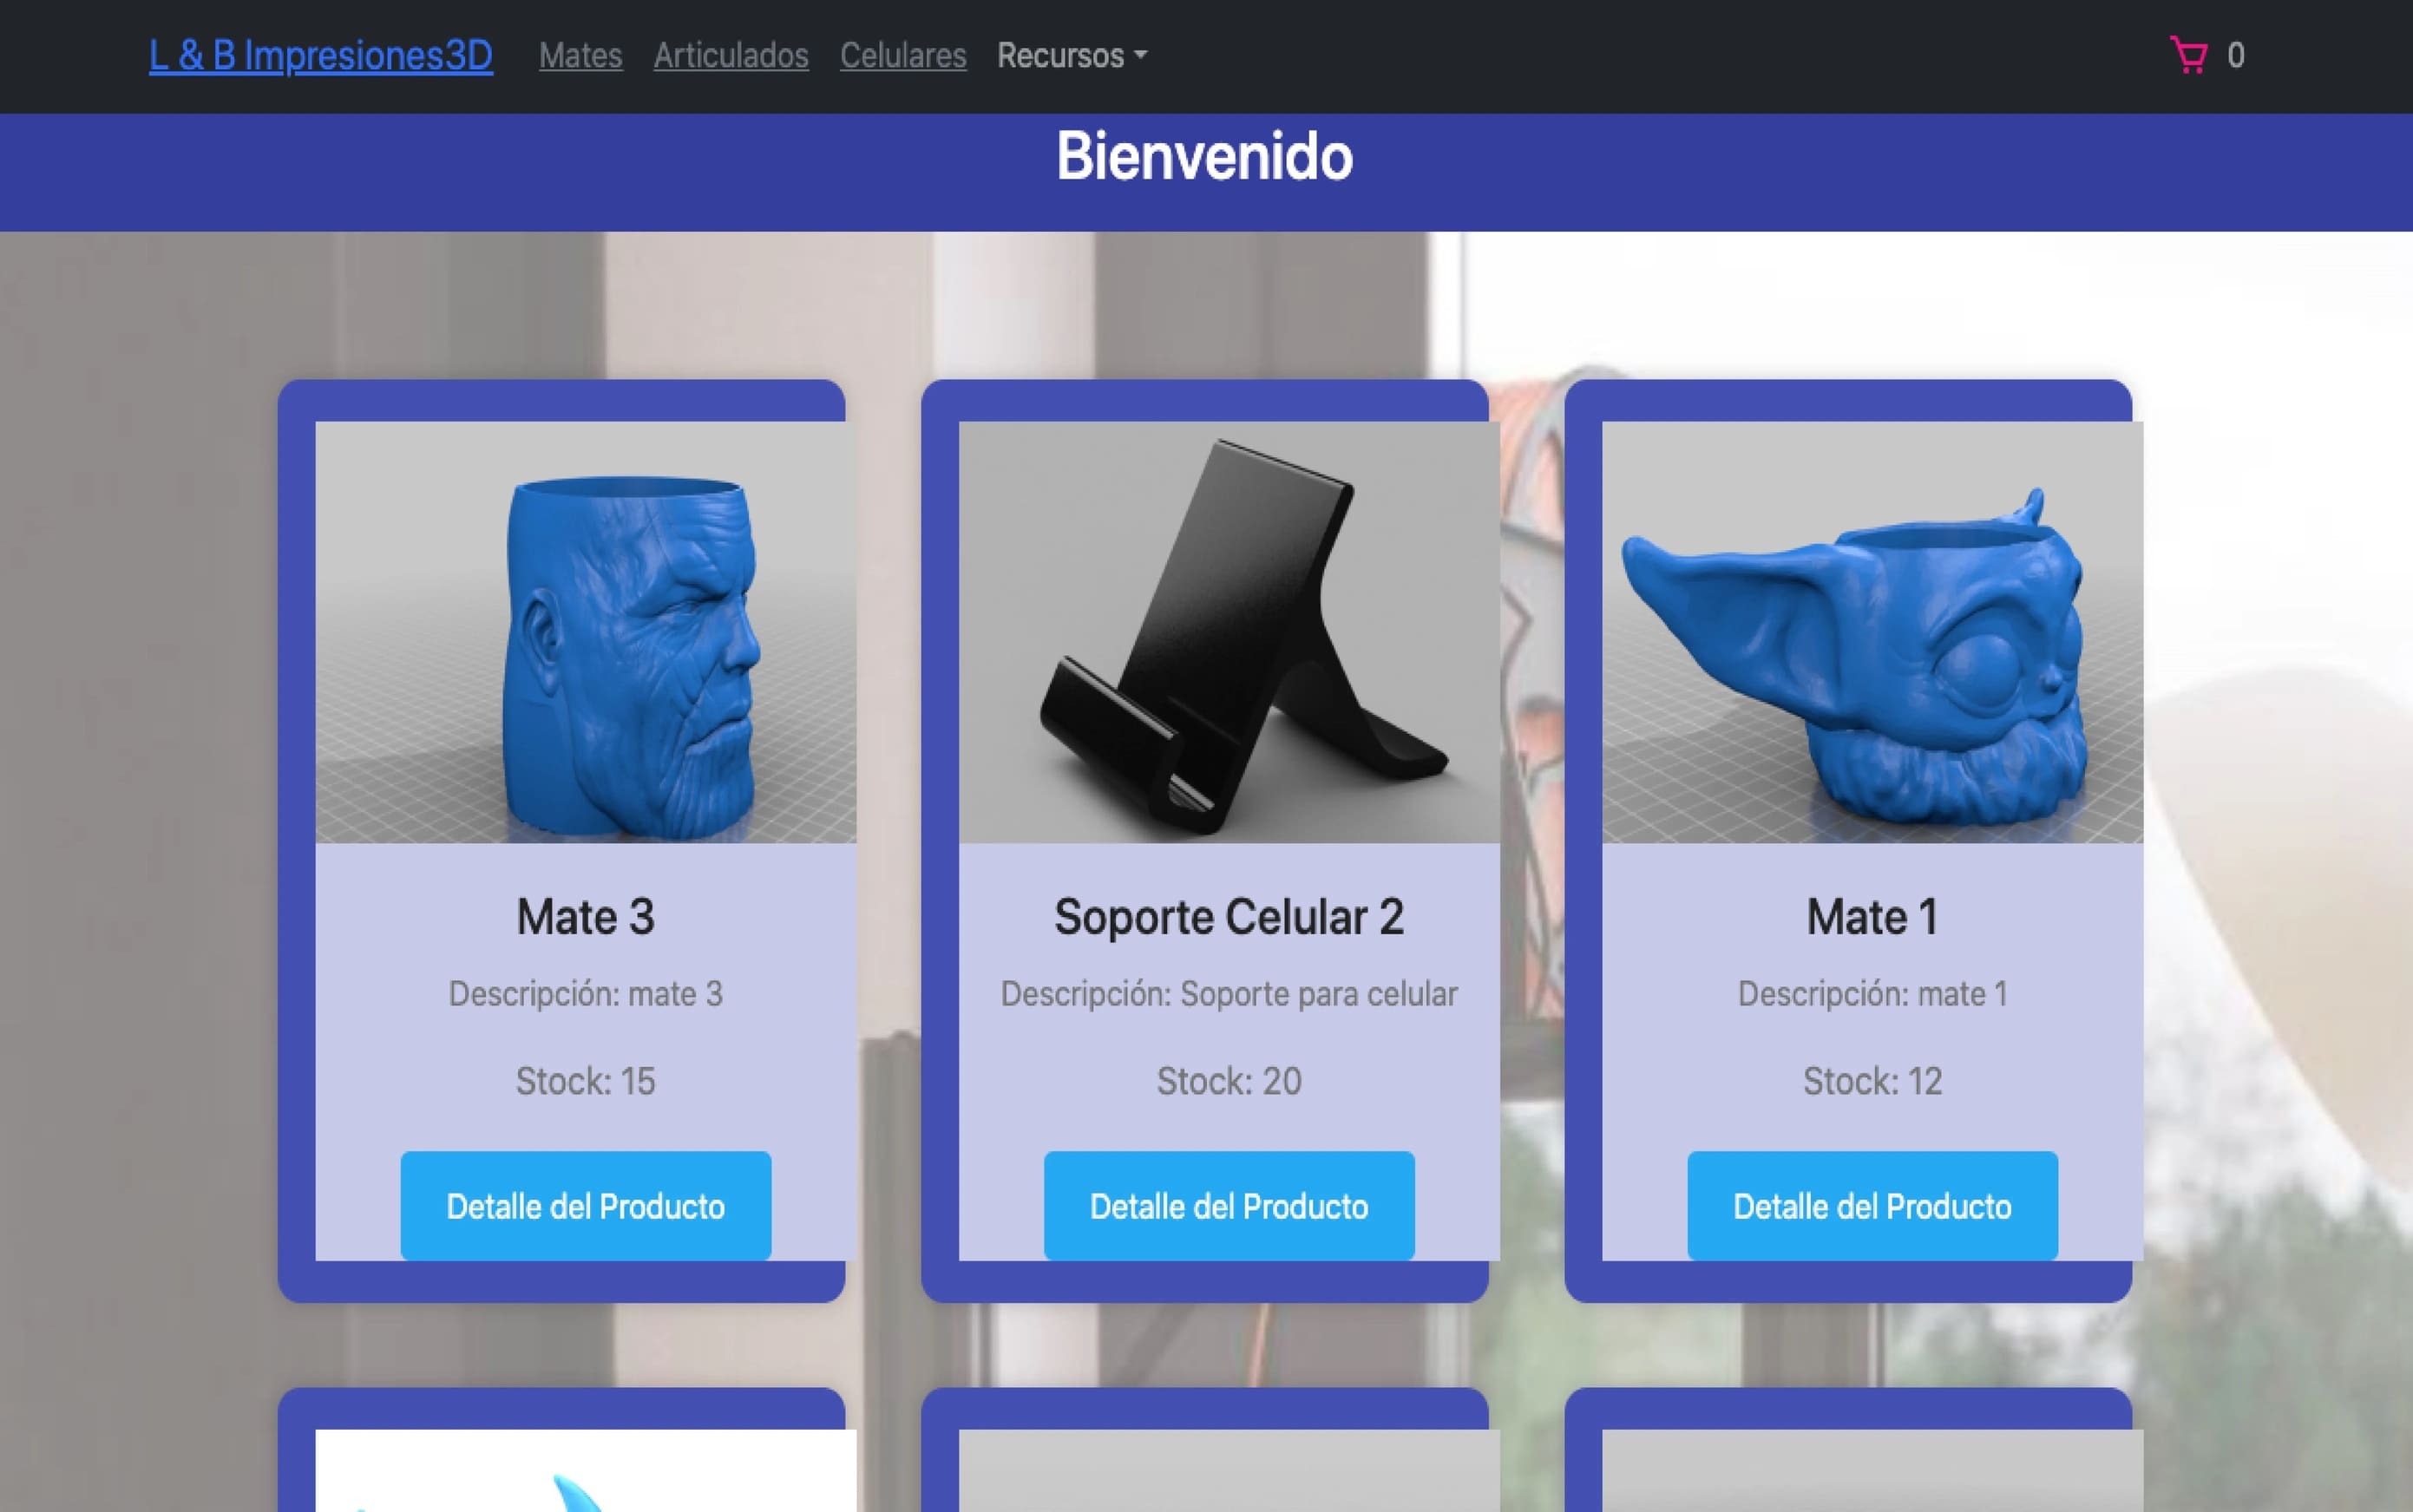 L & B Impresiones3D Mates Articulados Celulares Recursos 0
Bienvenido
Mate 3
Descripción: mate 3
Stock: 15
Detalle del Producto
Soporte Celular 2
Descripción: Soporte para celular
Stock: 20
Detalle del Producto
Mate 1
Descripción: mate 1
Stock: 12
Detalle del Producto